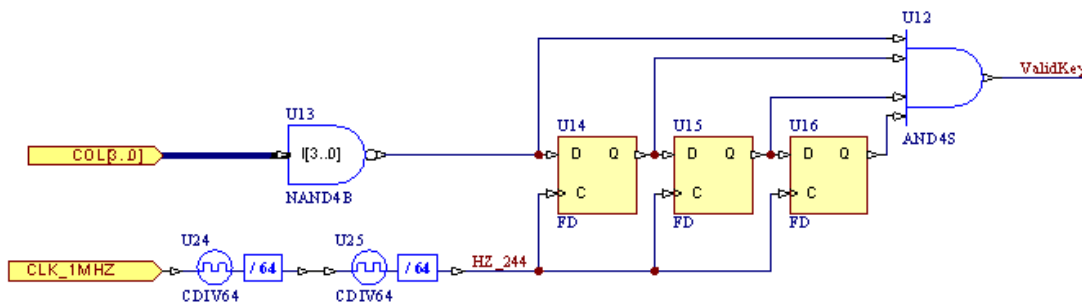 U12
ValidKey
AND4S
U13
COL[3..0]
I[3..0]
NAND4B
U14
D Q
C
FD
U15
D Q
C
FD
U16
D Q
C
FD
U24
U25
CLK_1MHZ
/ 64
/ 64
HZ_244
CDIV64
CDIV64